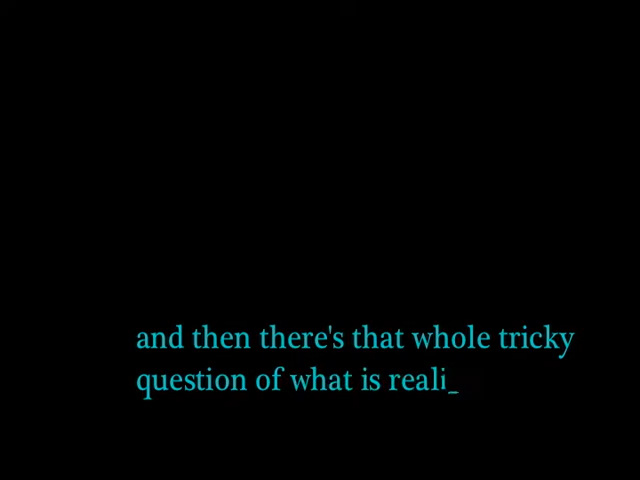 and then there's that whole tricky
question of what is reali_